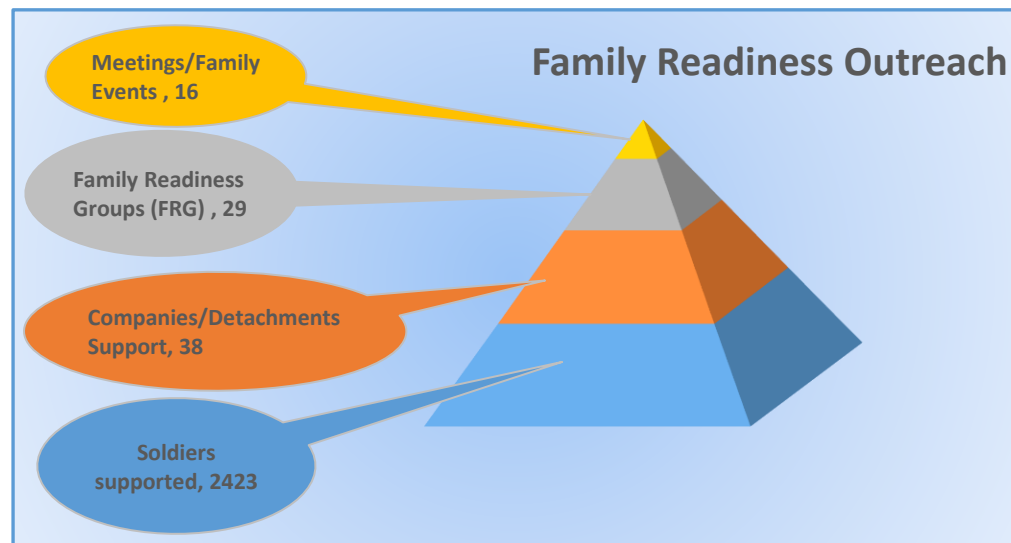 Family Readiness Outreach
Meetings/Family
Events , 16
Family Readiness
Groups (FRG) , 29
Companies/Detachments
Support, 38
Soldiers
supported, 2423